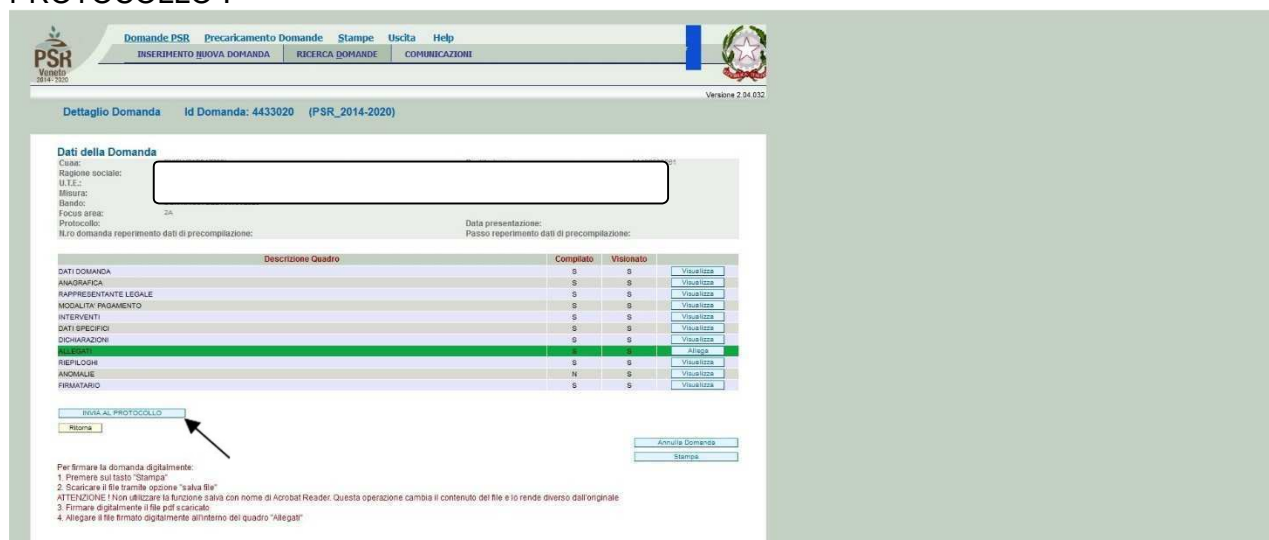 Domande PSR Precaricamento Domande Stampe Uscita Help
INSERIMENTO NUOVA DOMANDA RICERCA DOMANDE COMUNICAZIONI
PSR
Veneto
2014-2020
Versione 2.04.032
Dettaglio Domanda Id Domanda: 4433020 (PSR_2014-2020)
Dati della Domanda
Cuaa:
Ragione sociale:
U.T.E.:
Misura:
Bando:
Focus area: 2A
Protocollo: Data presentazione:
N.ro domanda reperimento dati di precompilazione: Passo reperimento dati di precompilazione:
Descrizione Quadro Compilato Visionato
DATI DOMANDA S S Visualizza
ANAGRAFICA S S Visualizza
RAPPRESENTANTE LEGALE S S Visualizza
MODALITA' PAGAMENTO S S Visualizza
INTERVENTI S S Visualizza
DATI SPECIFICI S S Visualizza
DICHIARAZIONI S S Visualizza
ALLEGATI S S Allega
RIEPILOGHI S S Visualizza
ANOMALIE N S Visualizza
FIRMATARIO S S Visualizza
INVIA AL PROTOCOLLO
Ritorna
Annulla Domanda
Stampa
Per firmare la domanda digitalmente:
1. Premere sul tasto "Stampa"
2. Scaricare il file tramite opzione "salva file"
ATTENZIONE ! Non utilizzare la funzione salva con nome di Acrobat Reader. Questa operazione cambia il contenuto del file e lo rende diverso dall'originale
3. Firmare digitalmente il file pdf scaricato
4. Allegare il file firmato digitalmente all'interno del quadro "Allegati"